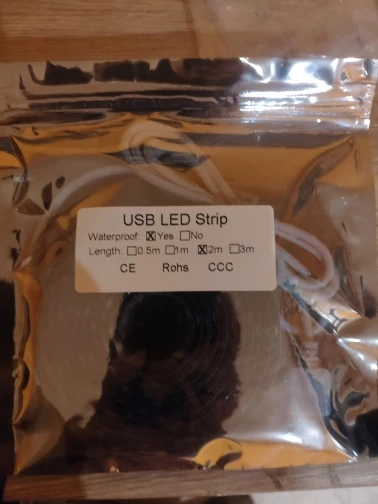 USB LED Strip
Waterproof: ☒Yes ☐No
Length: ☐0.5m ☐1m ☒2m ☐3m
CE Rohs CCC